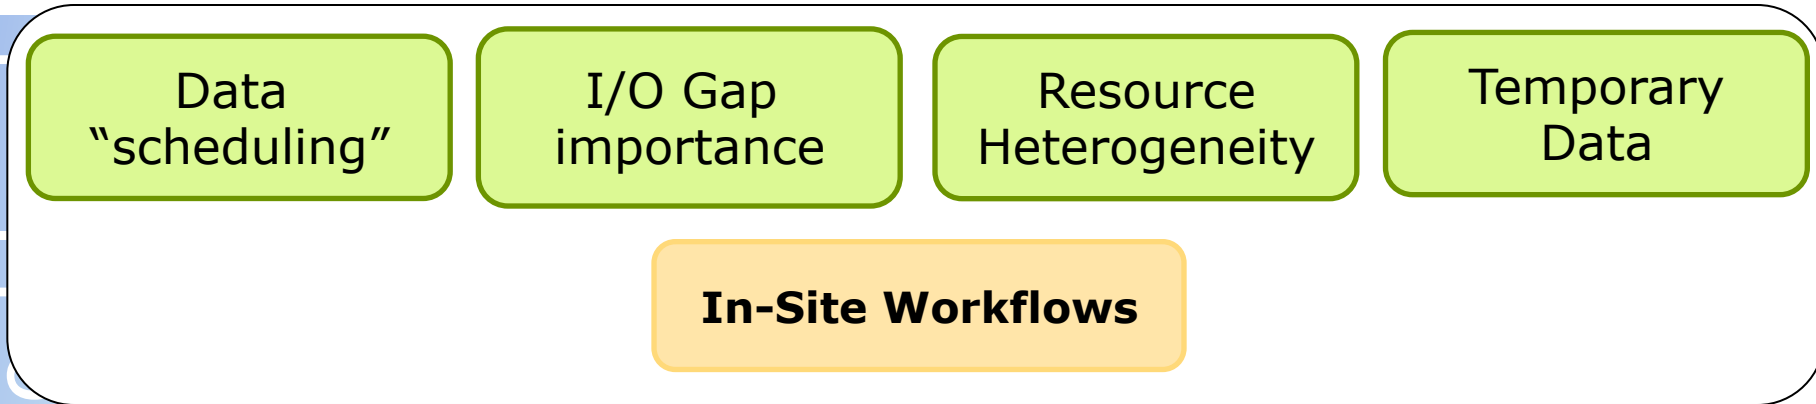 Data
“scheduling”
I/O Gap
importance
Resource
Heterogeneity
Temporary
Data
In-Site Workflows